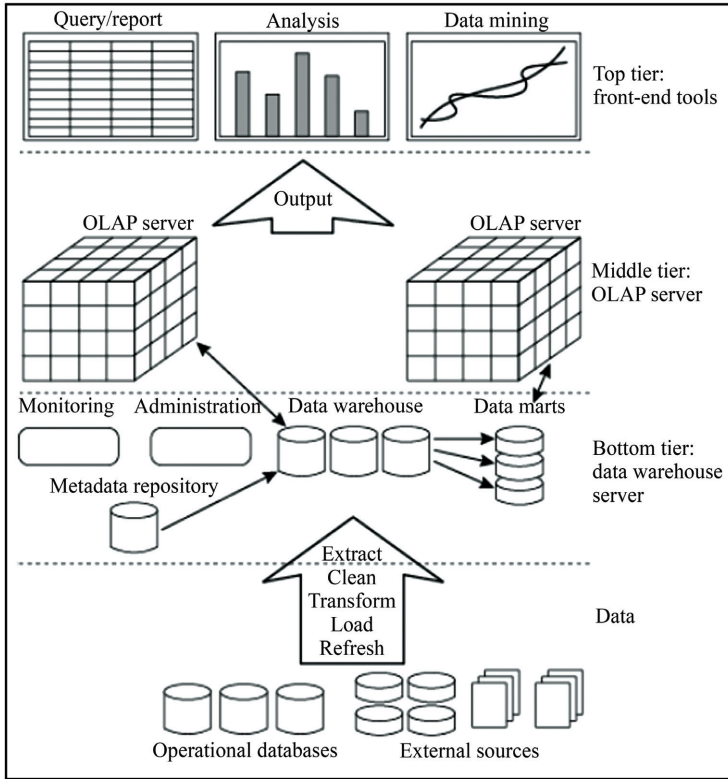 Query/report
Analysis
Data mining
Top tier:
front-end tools
Output
OLAP server
OLAP server
Middle tier:
OLAP server
Monitoring
Administration
Data warehouse
Data marts
Bottom tier:
data warehouse
server
Metadata repository
Extract
Clean
Transform
Load
Refresh
Data
Operational databases
External sources